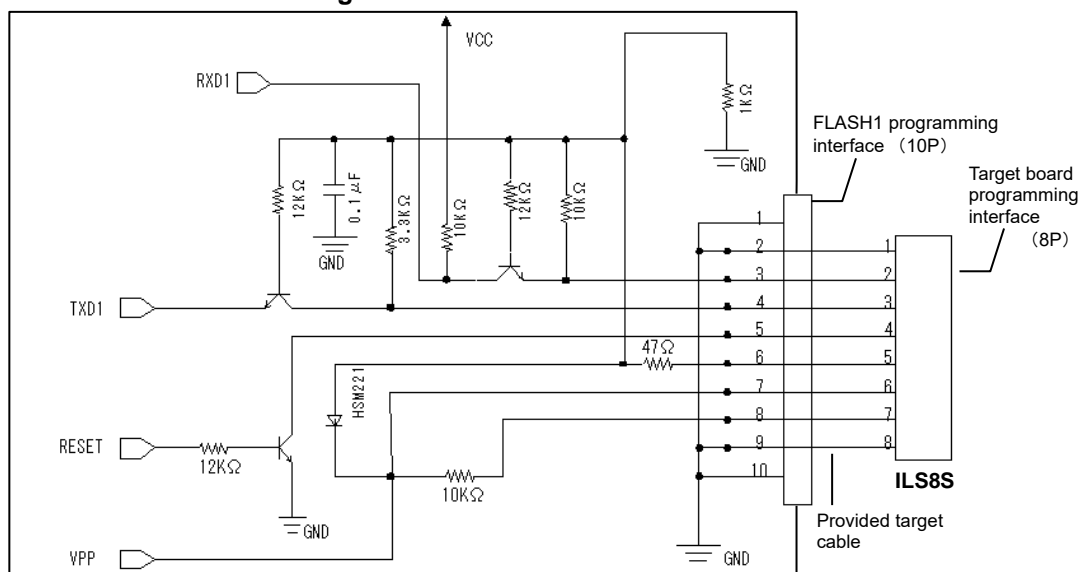 g
VCC
RXD1
1KΩ
GND
FLASH1 programming
interface （10P）
Target board
programming
interface
（8P）
12KΩ
0.1μF
GND
3.3KΩ
10KΩ
12KΩ
10KΩ
TXD1
1
2
3
4
5
6
7
8
9
10
1
2
3
4
5
6
7
8
47Ω
HSM221
RESET
12KΩ
10KΩ
GND
VPP
GND
ILS8S
Provided target
cable